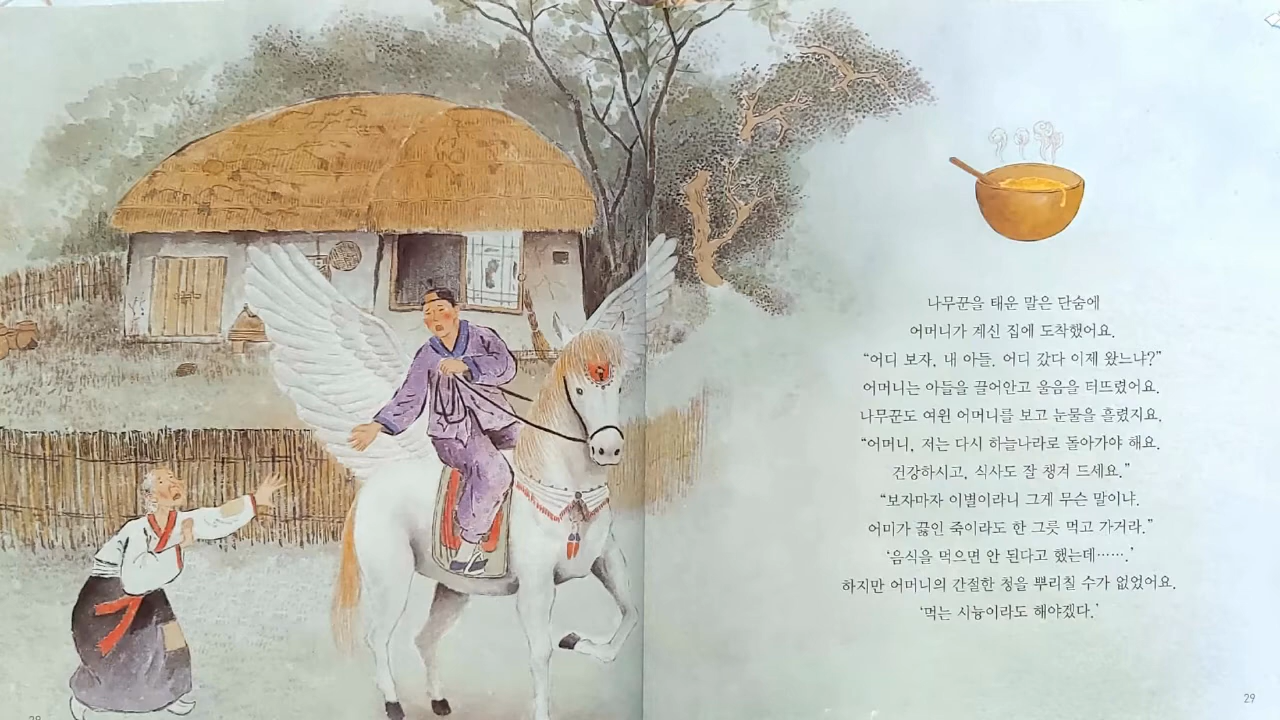 나무꾼을 태운 말은 단숨에
어머니가 계신 집에 도착했어요.
“어디 보자, 내 아들. 어디 갔다 이제 왔느냐?”
어머니는 아들을 끌어안고 울음을 터뜨렸어요.
나무꾼도 여윈 어머니를 보고 눈물을 흘렸지요.
“어머니, 저는 다시 하늘나라로 돌아가야 해요.
건강하시고, 식사도 잘 챙겨 드세요.”
“보자마자 이별이라니 그게 무슨 말이냐.
어미가 끓인 죽이라도 한 그릇 먹고 가거라.”
‘음식을 먹으면 안 된다고 했는데…….’
하지만 어머니의 간절한 청을 뿌리칠 수가 없었어요.
‘먹는 시늉이라도 해야겠다.’
29